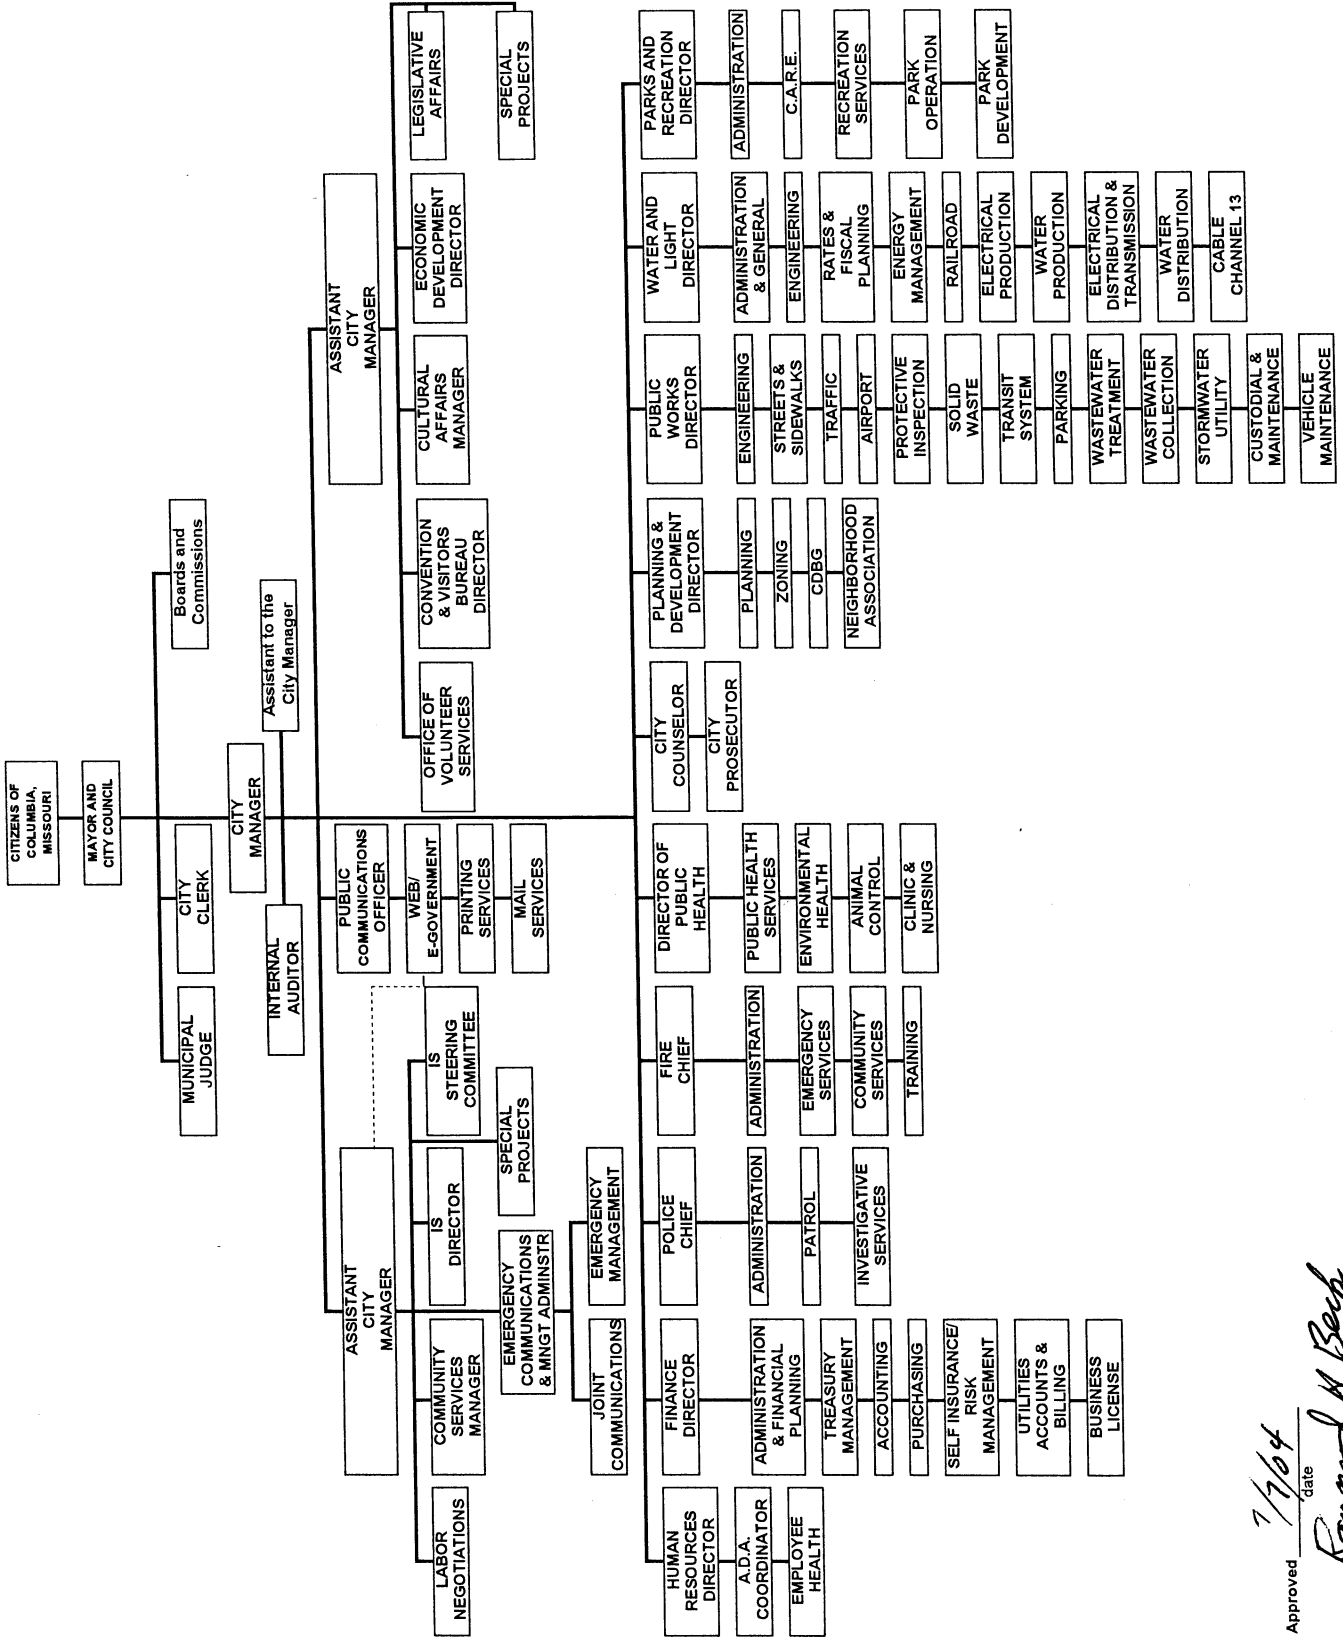 CITIZENS OF
COLUMBIA,
MISSOURI
MAYOR AND
CITY COUNCIL
MUNICIPAL
JUDGE
CITY
CLERK
Boards and
Commissions
CITY
MANAGER
INTERNAL
AUDITOR
Assistant to the
City Manager
ASSISTANT
CITY
MANAGER
PUBLIC
COMMUNICATIONS
OFFICER
WEB/
E-GOVERNMENT
PRINTING
SERVICES
MAIL
SERVICES
ASSISTANT
CITY
MANAGER
LABOR
NEGOTIATIONS
COMMUNITY
SERVICES
MANAGER
IS
DIRECTOR
IS
STEERING
COMMITTEE
SPECIAL
PROJECTS
EMERGENCY
COMMUNICATIONS
& MNGT ADMINSTR
JOINT
COMMUNICATIONS
EMERGENCY
MANAGEMENT
OFFICE OF
VOLUNTEER
SERVICES
CONVENTION
& VISITORS
BUREAU
DIRECTOR
CULTURAL
AFFAIRS
MANAGER
ECONOMIC
DEVELOPMENT
DIRECTOR
LEGISLATIVE
AFFAIRS
SPECIAL
PROJECTS
HUMAN
RESOURCES
DIRECTOR
A.D.A.
COORDINATOR
EMPLOYEE
HEALTH
FINANCE
DIRECTOR
ADMINISTRATION
& FINANCIAL
PLANNING
TREASURY
MANAGEMENT
ACCOUNTING
PURCHASING
SELF INSURANCE/
RISK
MANAGEMENT
UTILITIES
ACCOUNTS &
BILLING
BUSINESS
LICENSE
POLICE
CHIEF
ADMINISTRATION
PATROL
INVESTIGATIVE
SERVICES
FIRE
CHIEF
ADMINISTRATION
EMERGENCY
SERVICES
COMMUNITY
SERVICES
TRAINING
DIRECTOR OF
PUBLIC
HEALTH
PUBLIC HEALTH
SERVICES
ENVIRONMENTAL
HEALTH
ANIMAL
CONTROL
CLINIC &
NURSING
CITY
COUNSELOR
CITY
PROSECUTOR
PLANNING &
DEVELOPMENT
DIRECTOR
PLANNING
ZONING
CDBG
NEIGHBORHOOD
ASSOCIATION
PUBLIC
WORKS
DIRECTOR
ENGINEERING
STREETS &
SIDEWALKS
TRAFFIC
AIRPORT
PROTECTIVE
INSPECTION
SOLID
WASTE
TRANSIT
SYSTEM
PARKING
WASTEWATER
TREATMENT
WASTEWATER
COLLECTION
STORMWATER
UTILITY
CUSTODIAL &
MAINTENANCE
VEHICLE
MAINTENANCE
WATER AND
LIGHT
DIRECTOR
ADMINISTRATION
& GENERAL
ENGINEERING
RATES &
FISCAL
PLANNING
ENERGY
MANAGEMENT
RAILROAD
ELECTRICAL
PRODUCTION
WATER
PRODUCTION
ELECTRICAL
DISTRIBUTION &
TRANSMISSION
WATER
DISTRIBUTION
CABLE
CHANNEL 13
PARKS AND
RECREATION
DIRECTOR
ADMINISTRATION
C.A.R.E.
RECREATION
SERVICES
PARK
OPERATION
PARK
DEVELOPMENT
Approved 7/7/04
date
Raymond A Beck